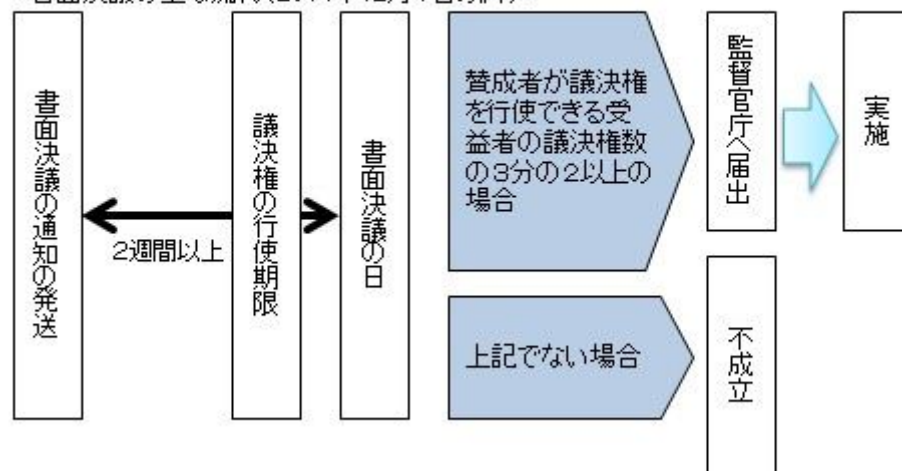 書面決議の通知の発送
2週間以上
議決権の行使期限
書面決議の日
賛成者が議決権
を行使できる受
益者の議決権数
の3分の2以上の
場合
監督官庁へ届出
実施
上記でない場合
不成立